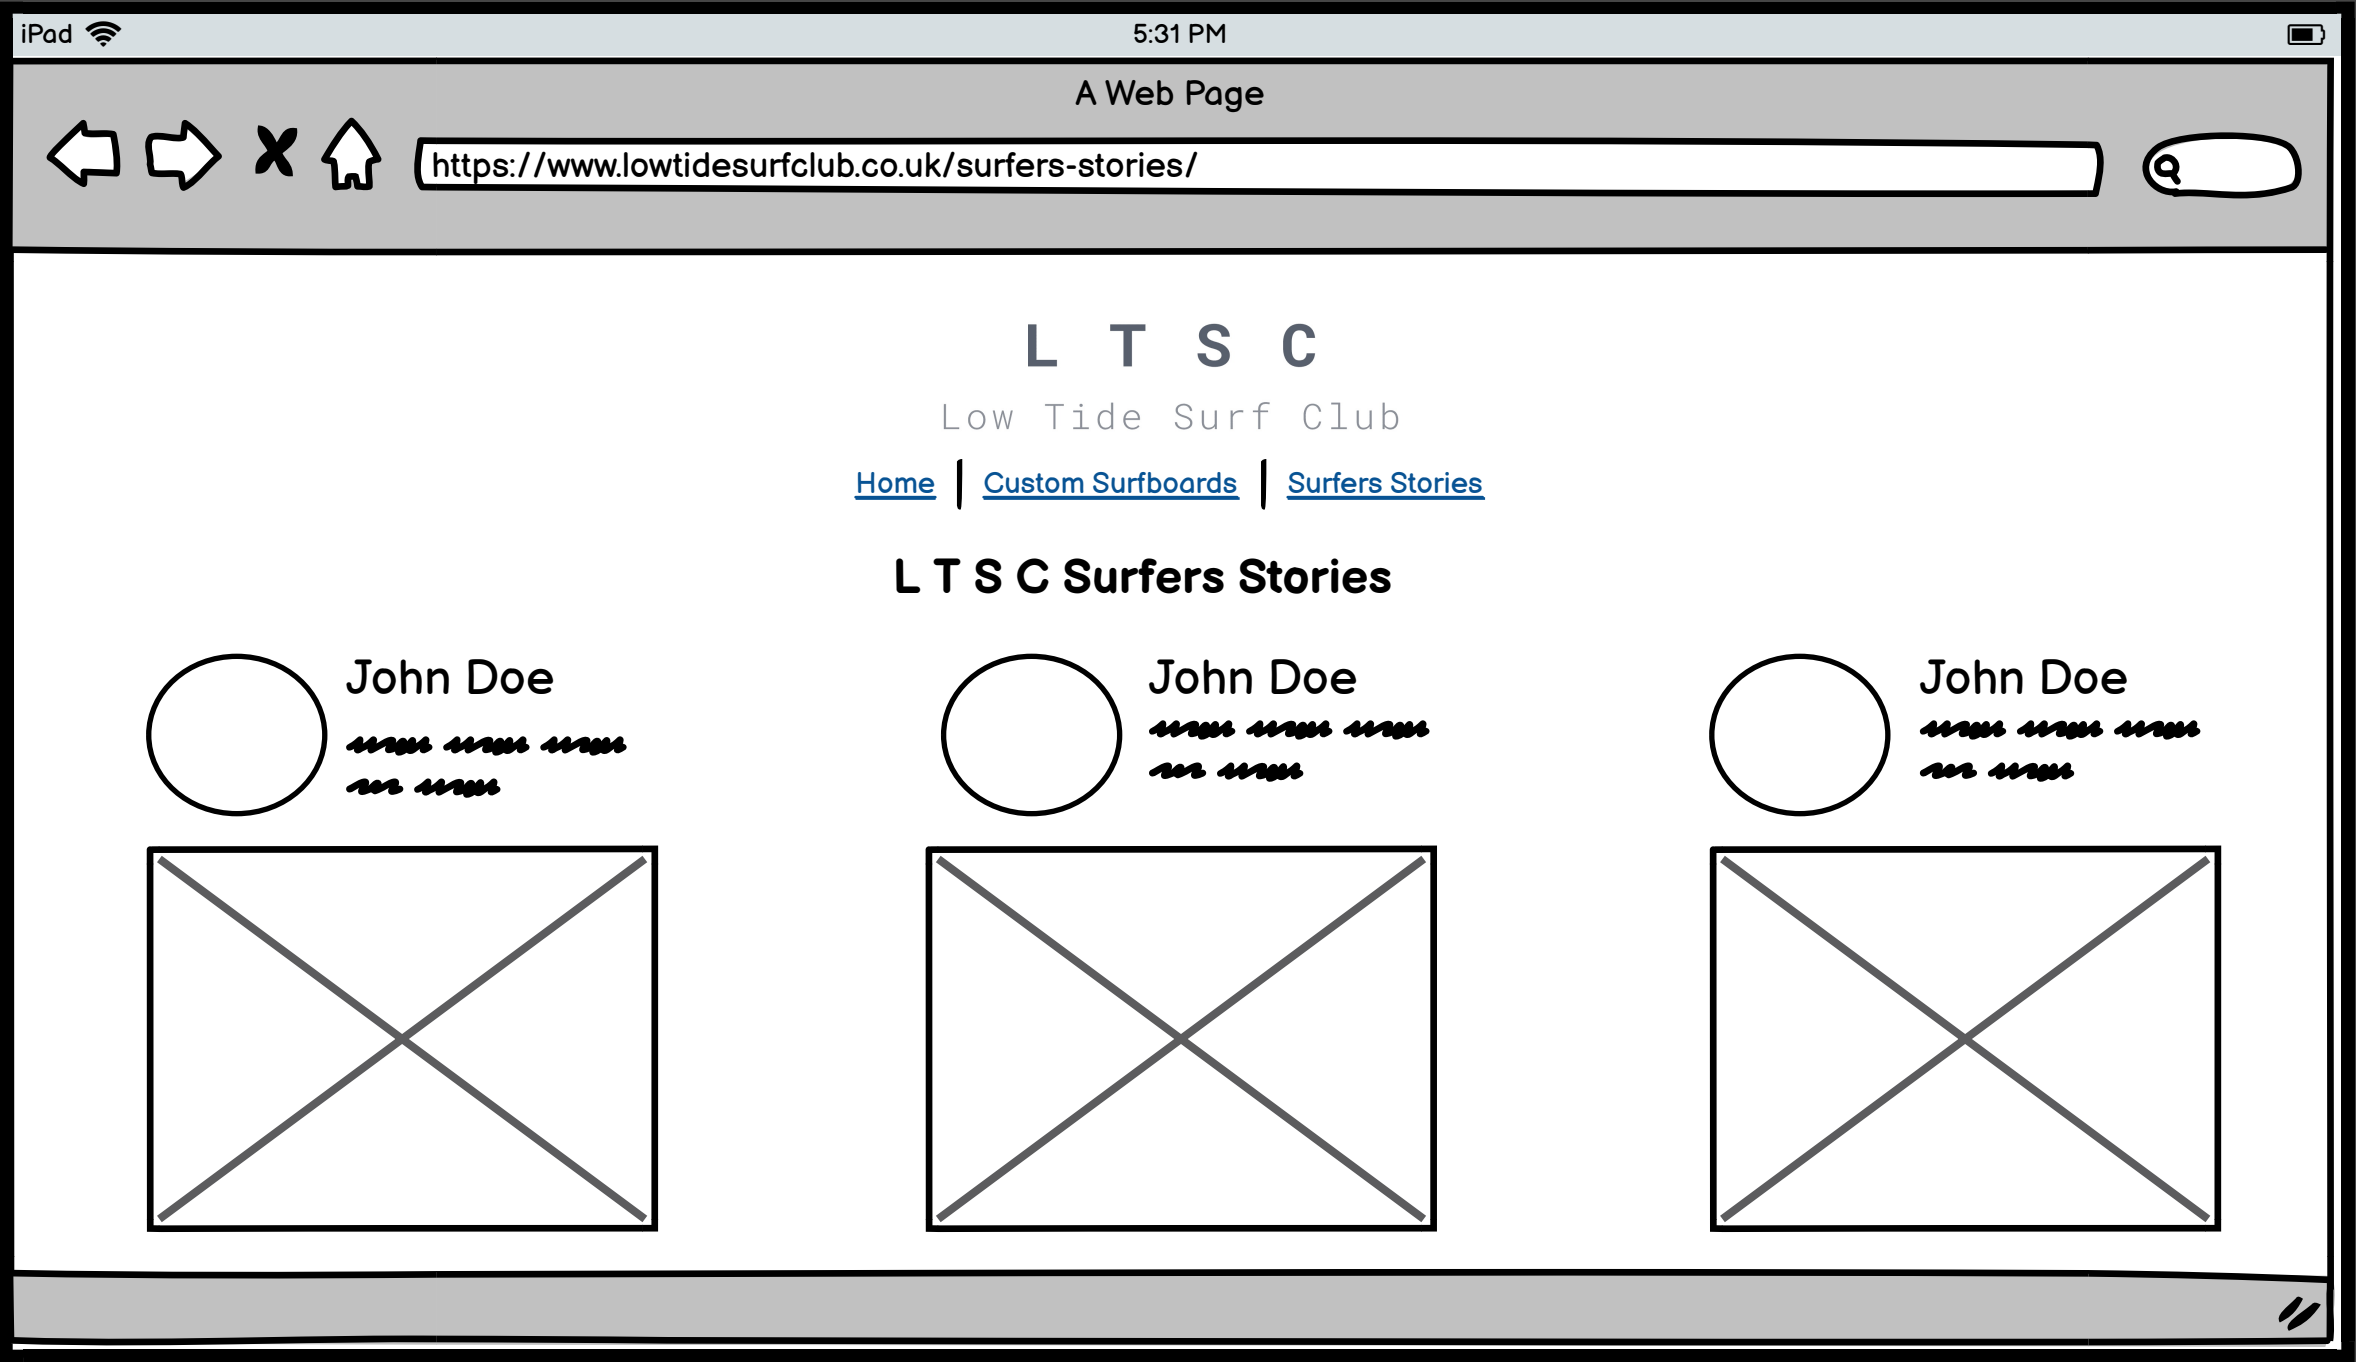 iPad
5:31 PM
A Web Page
https://www.lowtidesurfclub.co.uk/surfers-stories/
L T S C
Low Tide Surf Club
Home | Custom Surfboards | Surfers Stories
L T S C Surfers Stories
John Doe
John Doe
John Doe